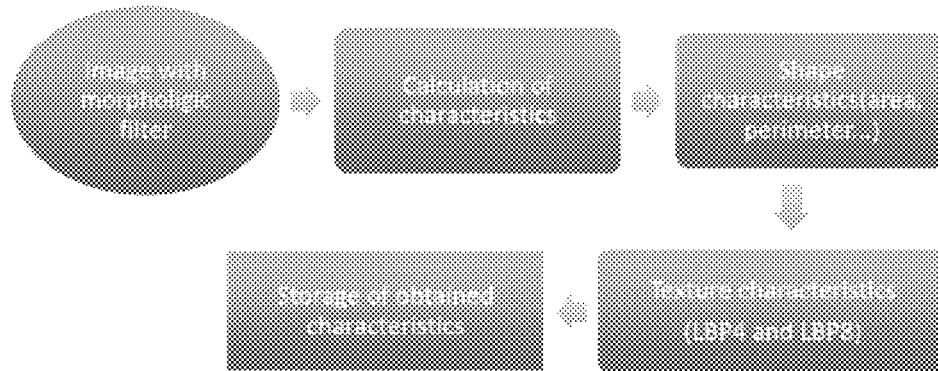 Image with
morphologic
filter
Calculation of
characteristics
Shape
characteristics(area,
perimeter...)
Texture characteristics
(LBP4 and LBP8)
Storage of obtained
characteristics